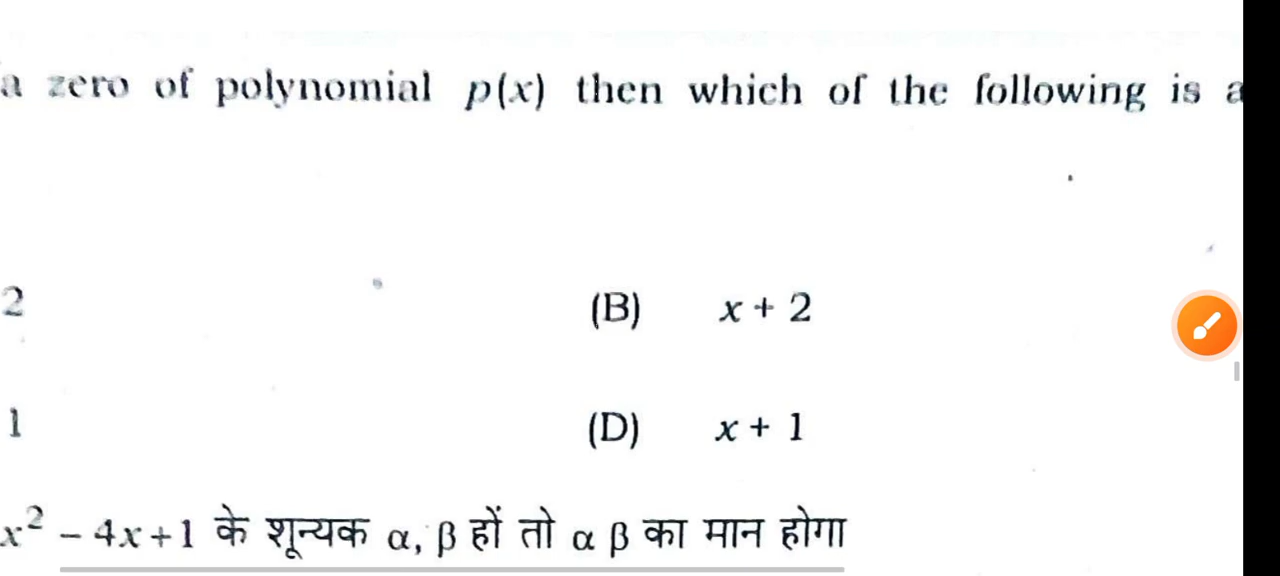 a zero of polynomial p(x) then which of the following is a
2 (B) x + 2
1 (D) x + 1
x² – 4x+1 के शून्यक α, β हों तो α β का मान होगा